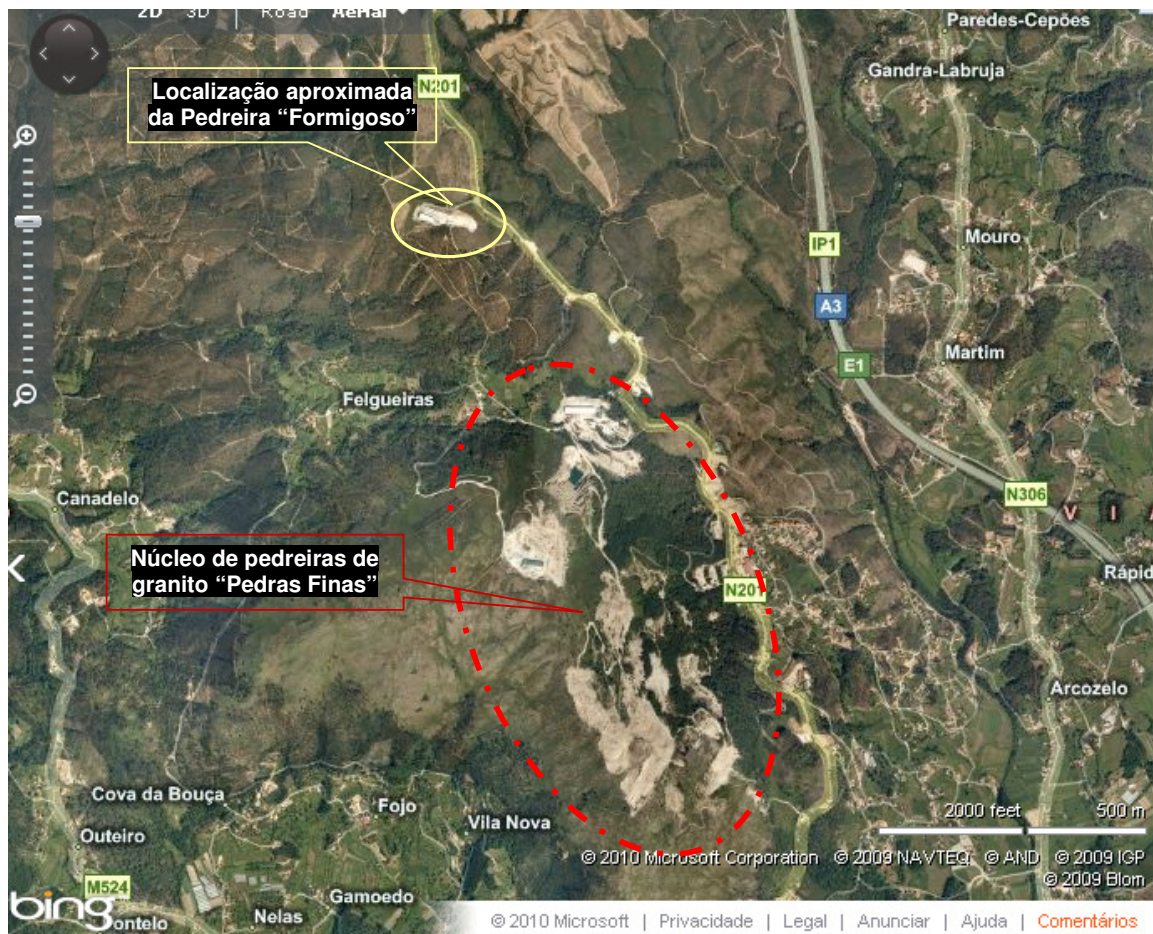 2D 3D Road Aerial
Paredes-Cepões
Gandra-Labruja
N201
Localização aproximada
da Pedreira “Formigoso”
IP1
Mouro
A3
Martim
E1
Felgueiras
Canadelo
N306
V I A
Núcleo de pedreiras de
granito “Pedras Finas”
Rápid
N201
Arcozelo
Cova da Bouça
Fojo
Vila Nova
2000 feet 500 m
Outeiro
© 2010 Microsoft Corporation © 2009 NAVTEQ © AND © 2009 IGP
© 2009 Blom
M524
Gamoedo
bing
ontelo
Nelas
© 2010 Microsoft | Privacidade | Legal | Anunciar | Ajuda | Comentários